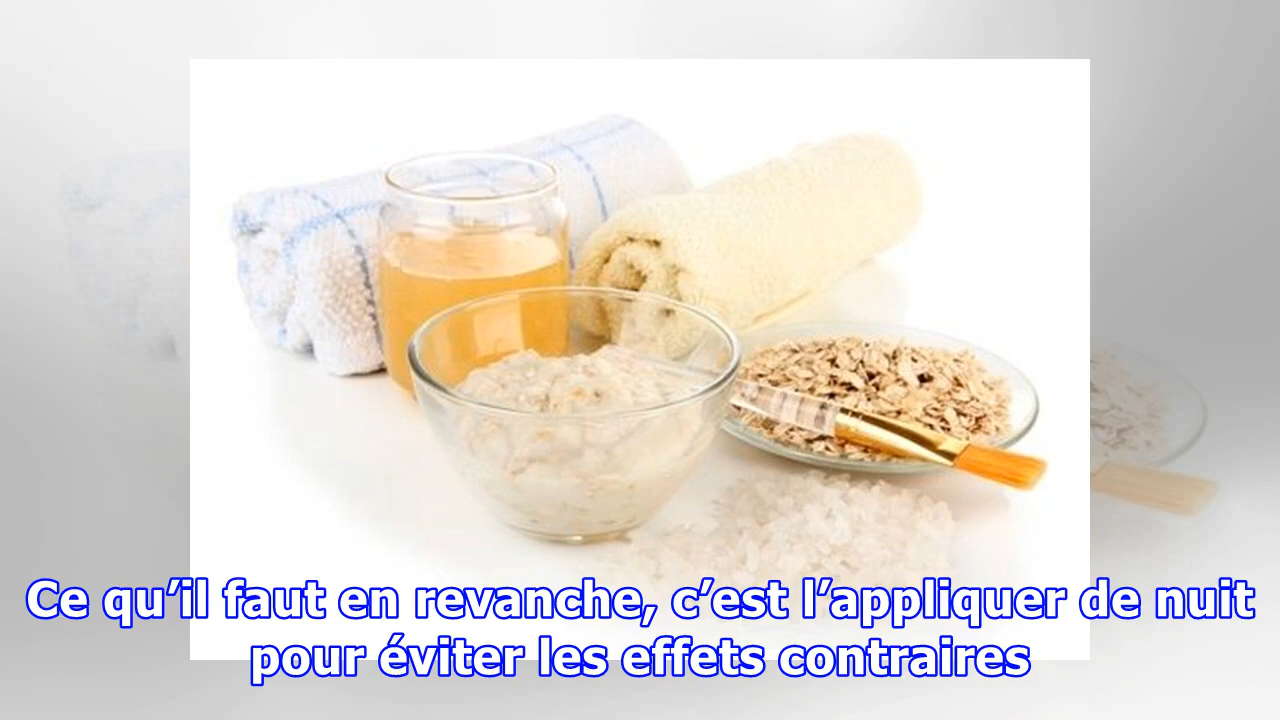 Ce qu’il faut en revanche, c’est l’appliquer de nuit
pour éviter les effets contraires